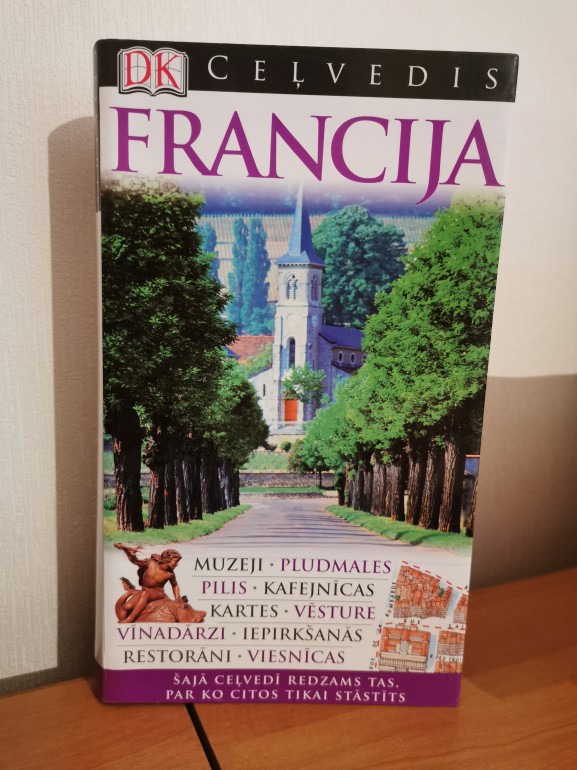 DK CEĻVEDIS
FRANCIJA
MUZEJI · PLUDMALES
PILIS · KAFEJNĪCAS
KARTES · VĒSTURE
VĪNADĀRZI · IEPIRKŠANĀS
RESTORĀNI · VIESNĪCAS
ŠAJĀ CEĻVEDĪ REDZAMS TAS,
PAR KO CITOS TIKAI STĀSTĪTS